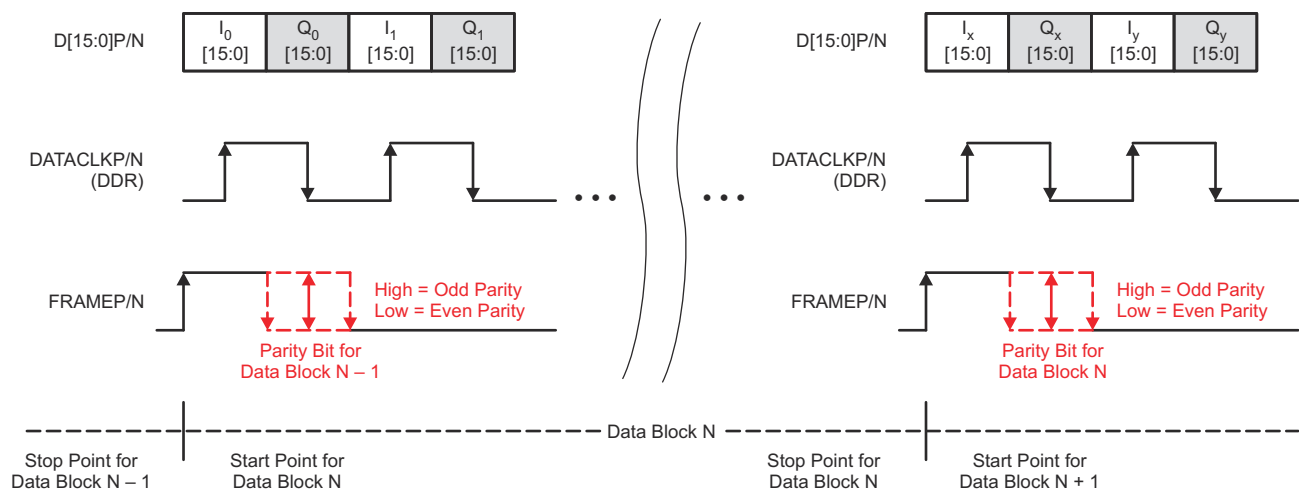 D[15:0]P/N
I0
[15:0]
Q0
[15:0]
I1
[15:0]
Q1
[15:0]
D[15:0]P/N
Ix
[15:0]
Qx
[15:0]
Iy
[15:0]
Qy
[15:0]
DATACLKP/N
(DDR)
DATACLKP/N
(DDR)
FRAMEP/N
High = Odd Parity
Low = Even Parity
Parity Bit for
Data Block N – 1
FRAMEP/N
High = Odd Parity
Low = Even Parity
Parity Bit for
Data Block N
Data Block N
Stop Point for
Data Block N – 1
Start Point for
Data Block N
Stop Point for
Data Block N
Start Point for
Data Block N + 1